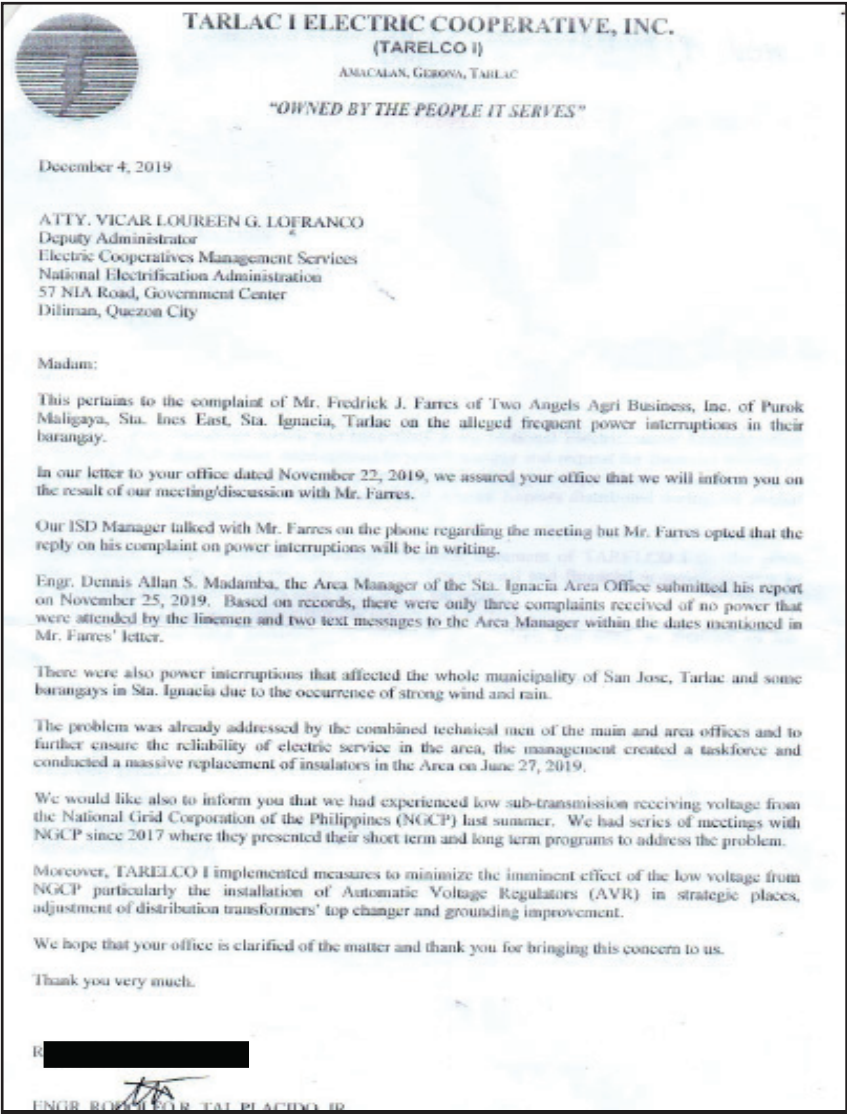 TARLAC I ELECTRIC COOPERATIVE, INC.
(TARELCO I)
AMACALAN, GERONA, TARLAC
"OWNED BY THE PEOPLE IT SERVES"
December 4, 2019
ATTY. VICAR LOUREEN G. LOFRANCO
Deputy Administrator
Electric Cooperatives Management Services
National Electrification Administration
57 NIA Road, Government Center
Diliman, Quezon City
Madam:
This pertains to the complaint of Mr. Fredrick J. Farres of Two Angels Agri Business, Inc. of Purok
Maligaya, Sta. Ines East, Sta. Ignacia, Tarlac on the alleged frequent power interruptions in their
barangay.
In our letter to your office dated November 22, 2019, we assured your office that we will inform you on
the result of our meeting/discussion with Mr. Farres.
Our ISD Manager talked with Mr. Farres on the phone regarding the meeting but Mr. Farres opted that the
reply on his complaint on power interruptions will be in writing.
Engr. Dennis Allan S. Madamba, the Area Manager of the Sta. Ignacia Area Office submitted his report
on November 25, 2019. Based on records, there were only three complaints received of no power that
were attended by the linemen and two text messages to the Area Manager within the dates mentioned in
Mr. Farres' letter.
There were also power interruptions that affected the whole municipality of San Jose, Tarlac and some
barangays in Sta. Ignacia due to the occurrence of strong wind and rain.
The problem was already addressed by the combined technical men of the main and area offices and to
further ensure the reliability of electric service in the area, the management created a taskforce and
conducted a massive replacement of insulators in the Area on June 27, 2019.
We would like also to inform you that we had experienced low sub-transmission receiving voltage from
the National Grid Corporation of the Philippines (NGCP) last summer. We had series of meetings with
NGCP since 2017 where they presented their short term and long term programs to address the problem.
Moreover, TARELCO I implemented measures to minimize the imminent effect of the low voltage from
NGCP particularly the installation of Automatic Voltage Regulators (AVR) in strategic places,
adjustment of distribution transformers' top changer and grounding improvement.
We hope that your office is clarified of the matter and thank you for bringing this concern to us.
Thank you very much.
R
ENGR. RODOLFO R. TALPLACIDO, JR.